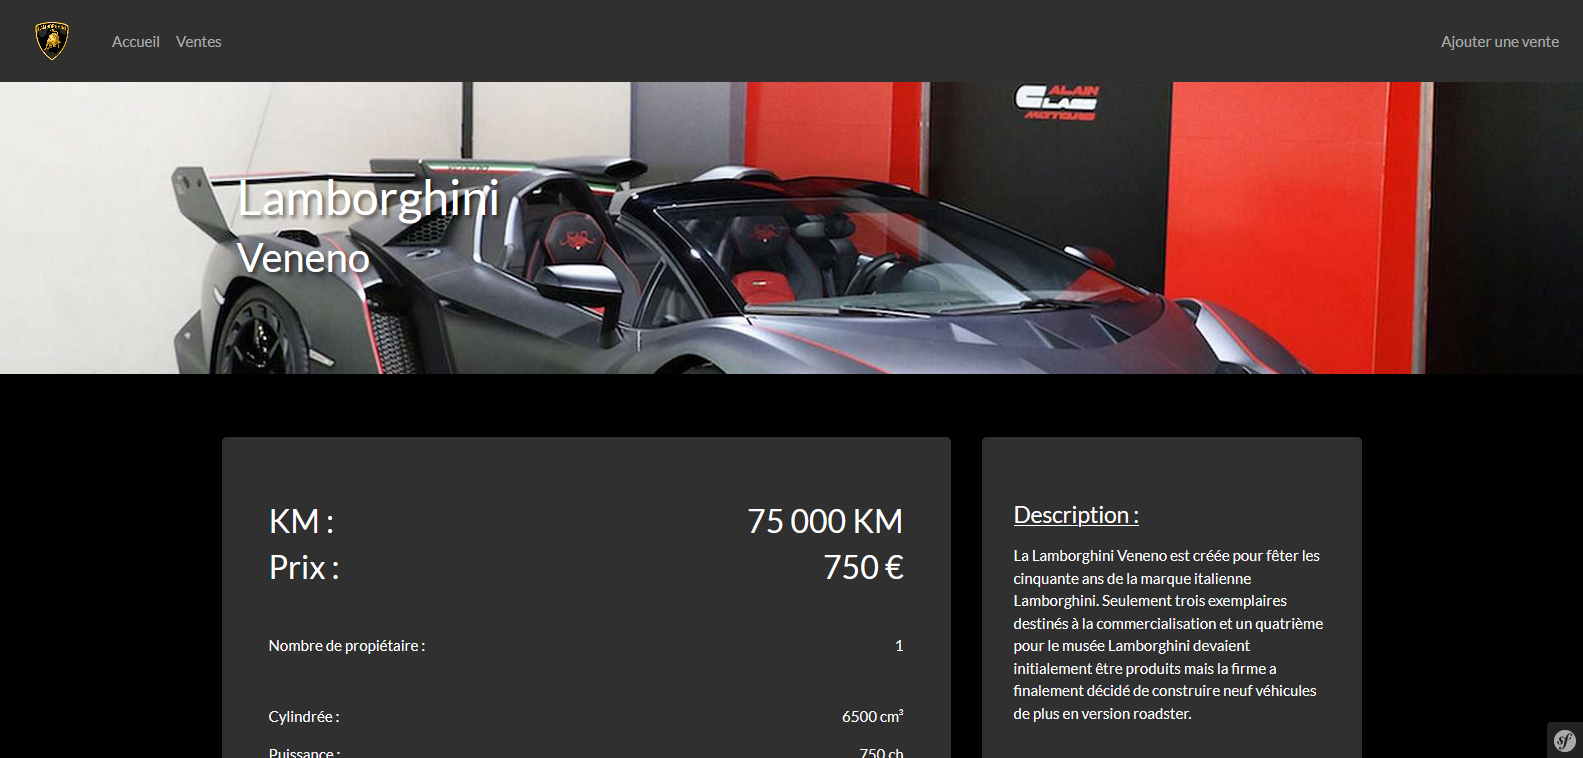 Accueil Ventes Ajouter une vente
ALAIN
CLASS
MOTORS
Lamborghini
Veneno
KM : 75 000 KM
Prix : 750 €
Nombre de propiétaire : 1
Cylindrée : 6500 cm³
Puissance : 750 ch
Description :
La Lamborghini Veneno est créée pour fêter les
cinquante ans de la marque italienne
Lamborghini. Seulement trois exemplaires
destinés à la commercialisation et un quatrième
pour le musée Lamborghini devaient
initialement être produits mais la firme a
finalement décidé de construire neuf véhicules
de plus en version roadster.
sf